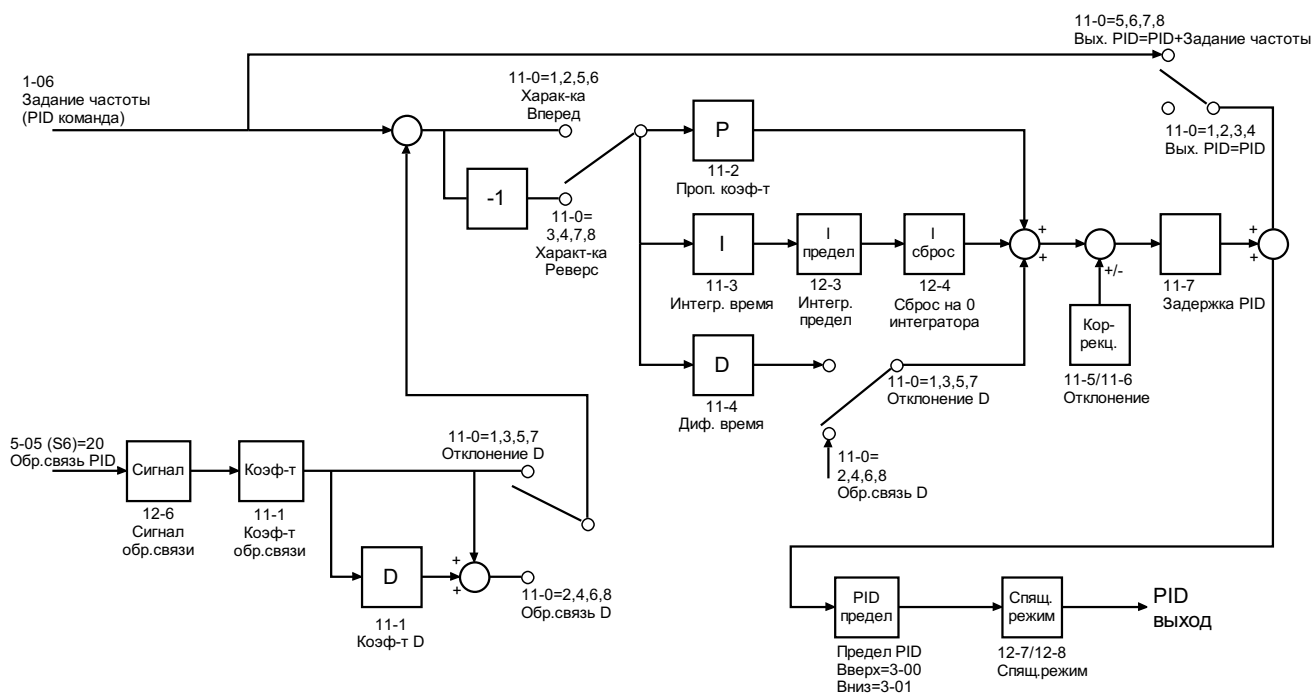 11-0=5,6,7,8
Вых. PID=PID+Задание частоты
1-06
Задание частоты
(PID команда)
11-0=1,2,5,6
Харак-ка
Вперед
-1
11-0=
3,4,7,8
Характ-ка
Реверс
P
11-2
Проп. коэф-т
11-0=1,2,3,4
Вых. PID=PID
I
11-3
Интегр. время
I
предел
12-3
Интегр.
предел
I
сброс
12-4
Сброс на 0
интегратора
+
+
+/-
Кор-
рекц.
11-5/11-6
Отклонение
11-7
Задержка PID
+
+
D
11-4
Диф. время
11-0=1,3,5,7
Отклонение D
11-0=
2,4,6,8
Обр.связь D
5-05 (S6)=20
Обр.связь PID
Сигнал
12-6
Сигнал
обр.связи
Коэф-т
11-1
Коэф-т
обр.связи
11-0=1,3,5,7
Отклонение D
D
11-1
Коэф-т D
+
+
11-0=2,4,6,8
Обр.связь D
PID
предел
Предел PID
Вверх=3-00
Вниз=3-01
Спящ.
режим
12-7/12-8
Спящ.режим
PID
выход